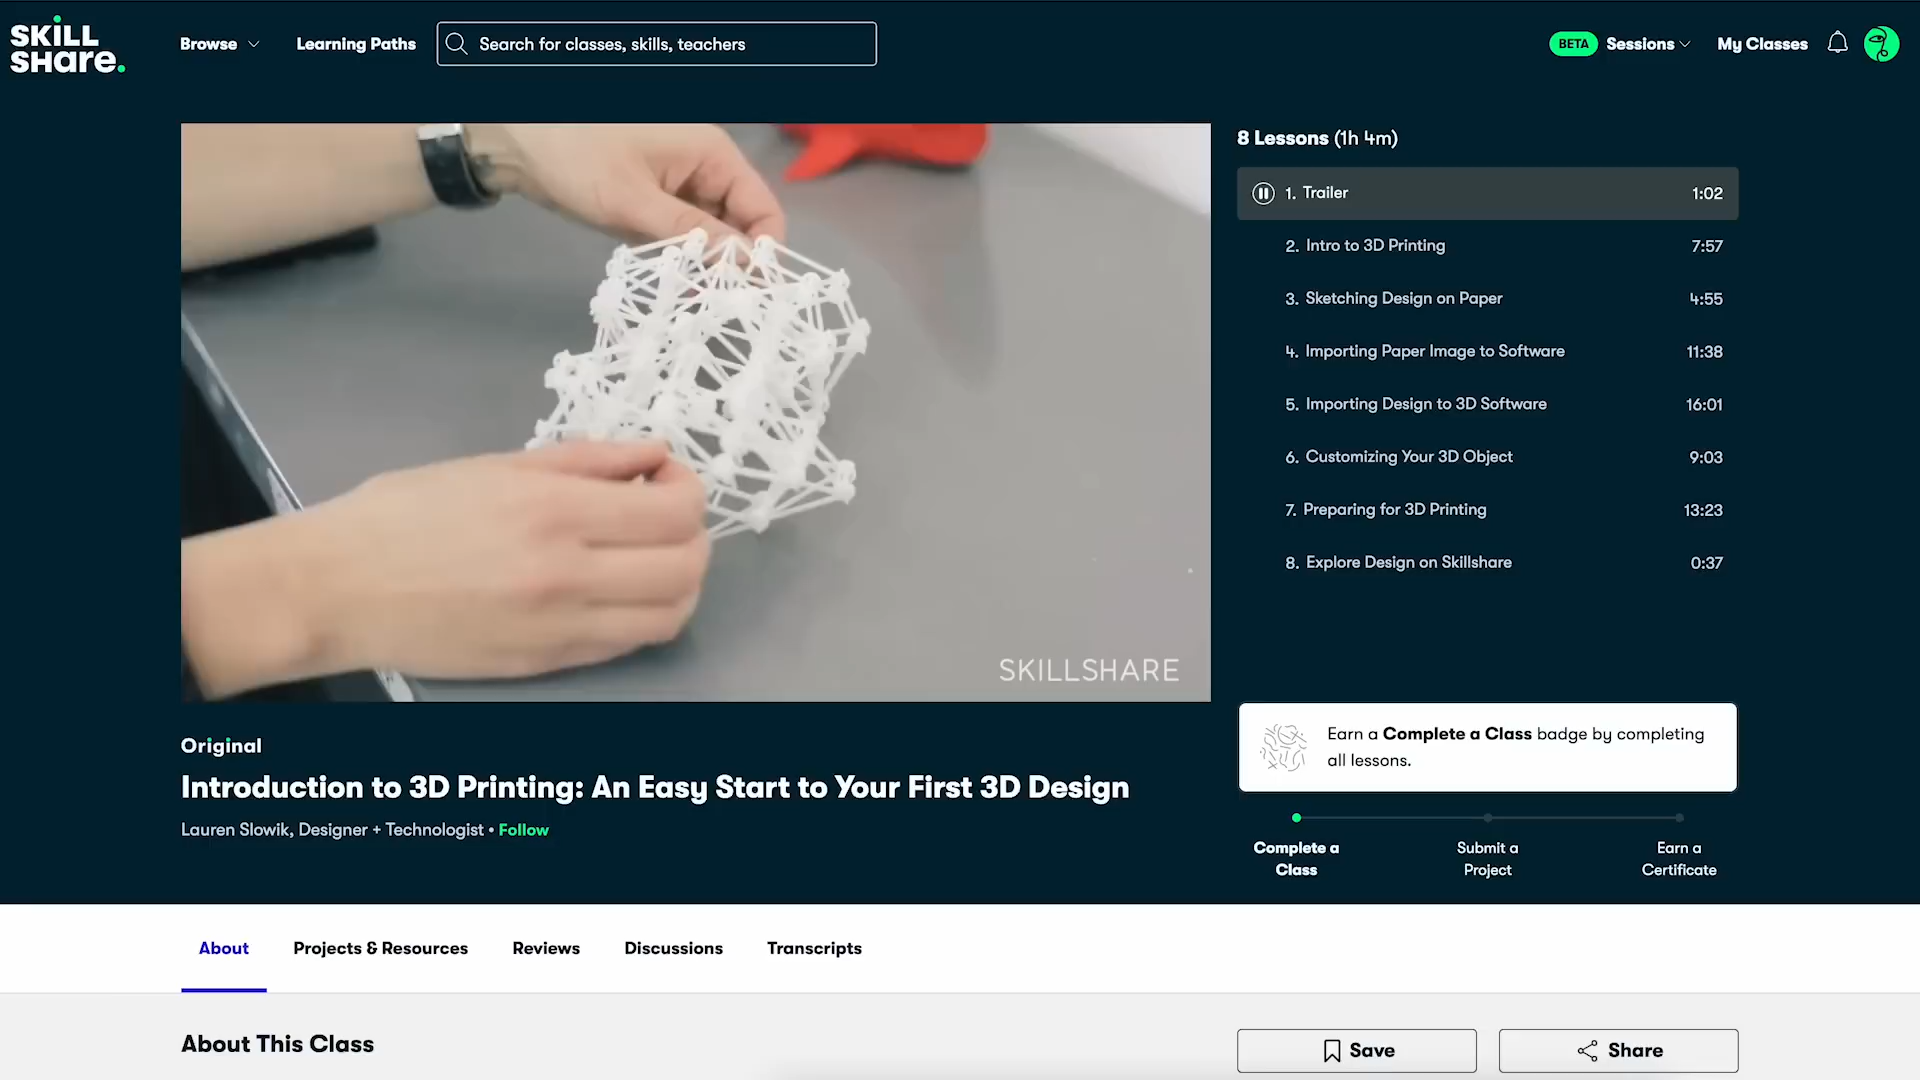 SKILL
SHare.
Browse
Learning Paths
Search for classes, skills, teachers
BETA
Sessions
My Classes
8 Lessons (1h 4m)
1. Trailer 1:02
2. Intro to 3D Printing 7:57
3. Sketching Design on Paper 4:55
4. Importing Paper Image to Software 11:38
5. Importing Design to 3D Software 16:01
6. Customizing Your 3D Object 9:03
7. Preparing for 3D Printing 13:23
8. Explore Design on Skillshare 0:37
SKILLSHARE
Earn a Complete a Class badge by completing
all lessons.
Complete a
Class
Submit a
Project
Earn a
Certificate
Original
Introduction to 3D Printing: An Easy Start to Your First 3D Design
Lauren Slowik, Designer + Technologist • Follow
About
Projects & Resources
Reviews
Discussions
Transcripts
About This Class
Save
Share